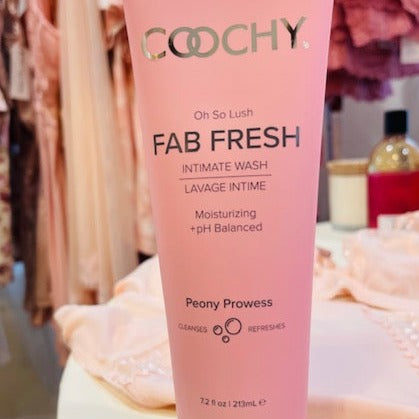 COOCHY
Oh So Lush
FAB FRESH
INTIMATE WASH
LAVAGE INTIME
Moisturizing
+pH Balanced
Peony Prowess
CLEANSES REFRESHES
7.2 fl oz | 213mL ℮